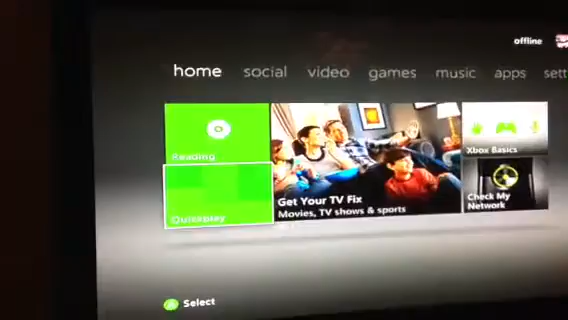 offline
home social video games music apps sett
Reading
Xbox Basics
Quickplay
Get Your TV Fix
Movies, TV shows & sports
Check My
Network
Select